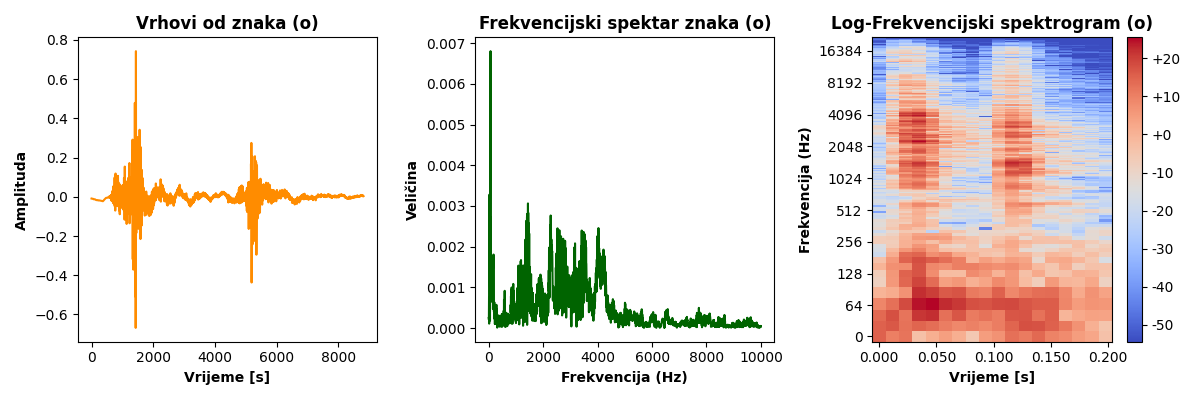 Vrhovi od znaka (o)
Amplituda
0.8
0.6
0.4
0.2
0.0
−0.2
−0.4
−0.6
0 2000 4000 6000 8000
Vrijeme [s]
Frekvencijski spektar znaka (o)
Veličina
0.007
0.006
0.005
0.004
0.003
0.002
0.001
0.000
0 2000 4000 6000 8000 10000
Frekvencija (Hz)
Log-Frekvencijski spektrogram (o)
Frekvencija (Hz)
16384
8192
4096
2048
1024
512
256
128
64
0
0.000 0.050 0.100 0.150 0.200
Vrijeme [s]
+20
+10
+0
-10
-20
-30
-40
-50